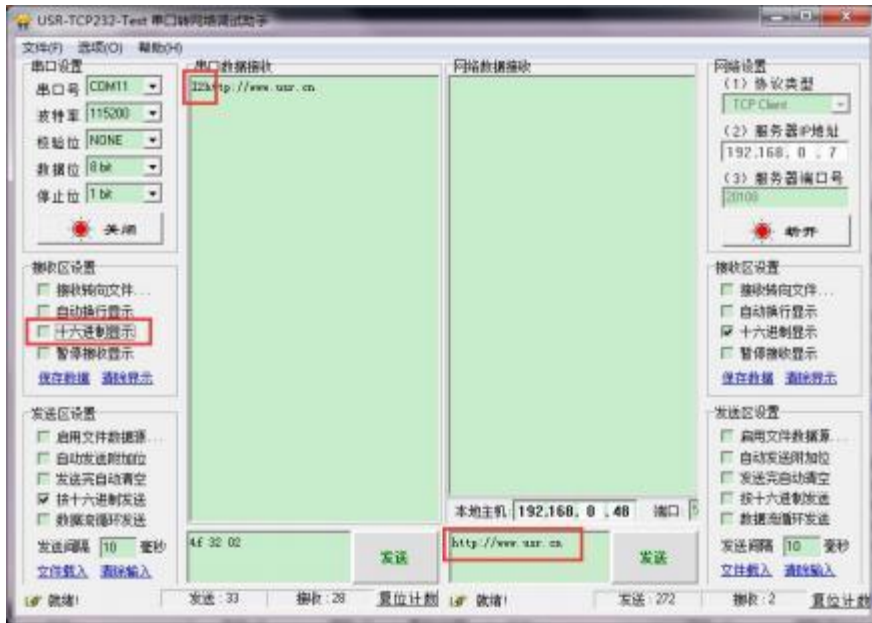 USR-TCP232-Test 串口转网络调试助手
文件(F) 选项(O) 帮助(H)
串口设置
串口号 COM11
波特率 115200
校验位 NONE
数据位 8 bit
停止位 1 bit
关闭
接收区设置
接收转向文件...
自动换行显示
十六进制显示
暂停接收显示
保存数据 清除显示
发送区设置
启用文件数据源...
自动发送附加位
发送完自动清空
按十六进制发送
数据流循环发送
发送间隔 10 毫秒
文件载入 清除输入
就绪!
串口数据接收
I2http://www.usr.cn
4f 32 02
发送
发送 : 33 接收 : 28 复位计数
网络数据接收
本地主机 192.168. 0 .48 端口
http://www.usr.cn
发送
就绪! 发送 : 272 接收 : 2 复位计数
网络设置
(1) 协议类型
TCP Client
(2) 服务器IP地址
192.168. 0 . 7
(3) 服务器端口号
20108
断开
接收区设置
接收转向文件...
自动换行显示
十六进制显示
暂停接收显示
保存数据 清除显示
发送区设置
启用文件数据源...
自动发送附加位
发送完自动清空
按十六进制发送
数据流循环发送
发送间隔 10 毫秒
文件载入 清除输入